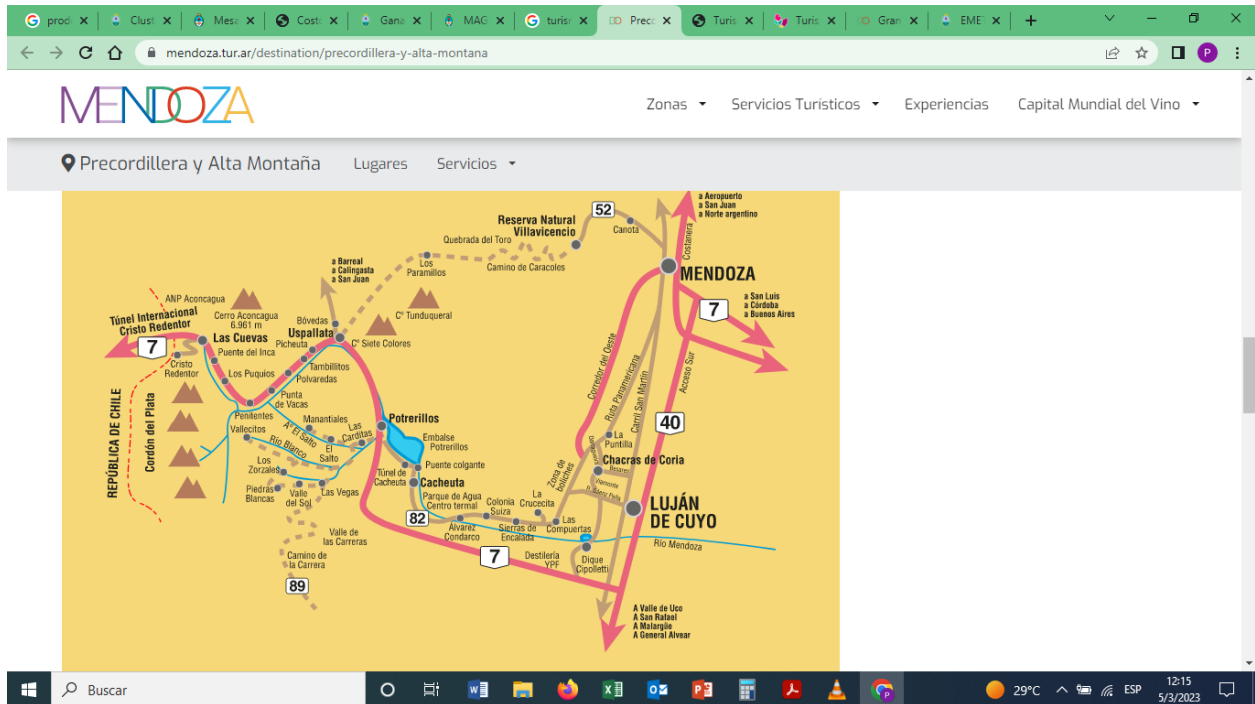 prod
Clust
Mesa
Costo
Gana
MAG
turisr
Precc
Turis
Turis
Gran
EMET
mendoza.tur.ar/destination/precordillera-y-alta-montana
P
MENDOZA
Zonas
Servicios Turísticos
Experiencias
Capital Mundial del Vino
Precordillera y Alta Montaña
Lugares
Servicios
a Aeropuerto
a San Juan
a Norte argentino
52
Reserva Natural
Villavicencio
Canota
Costanera
Quebrada del Toro
Camino de Caracoles
Los
Paramillos
a Barreal
a Calingasta
a San Juan
MENDOZA
7
a San Luis
a Córdoba
a Buenos Aires
ANP Aconcagua
Cerro Aconcagua
6.961 m
Túnel Internacional
Cristo Redentor
7
Las Cuevas
Bóvedas
Uspallata
Cº Tunduqueral
Cº Siete Colores
Picheuta
Puente del Inca
Cristo
Redentor
Los Puquios
Tambillitos
Polvaredas
Punta
de Vacas
Penitentes
REPÚBLICA DE CHILE
Cordón del Plata
Corredor del Oeste
Ruta Panamericana
Carril San Martín
Acceso Sur
40
Vallecitos
Manantiales
Aº El Salto
Las
Carditas
El
Salto
Río Blanco
Potrerillos
Embalse
Potrerillos
Puente colgante
Túnel de
Cacheuta
Cacheuta
Los
Zorzales
Piedras
Blancas
Valle
del Sol
Las Vegas
La
Puntilla
Chacras de Coria
Viamonte
R. Sáenz Peña
Zona de
boliches
Parque de Agua
Centro termal
82
Colonia
Suiza
La
Crucecita
Alvarez
Condarco
Sierras de
Encalada
Las
Compuertas
LUJÁN
DE CUYO
Río Mendoza
Valle de
las Carreras
Camino de
la Carrera
89
7
Destilería
YPF
Dique
Cipolletti
A Valle de Uco
A San Rafael
A Malargüe
A General Alvear
Buscar
29°C
ESP
12:15
5/3/2023